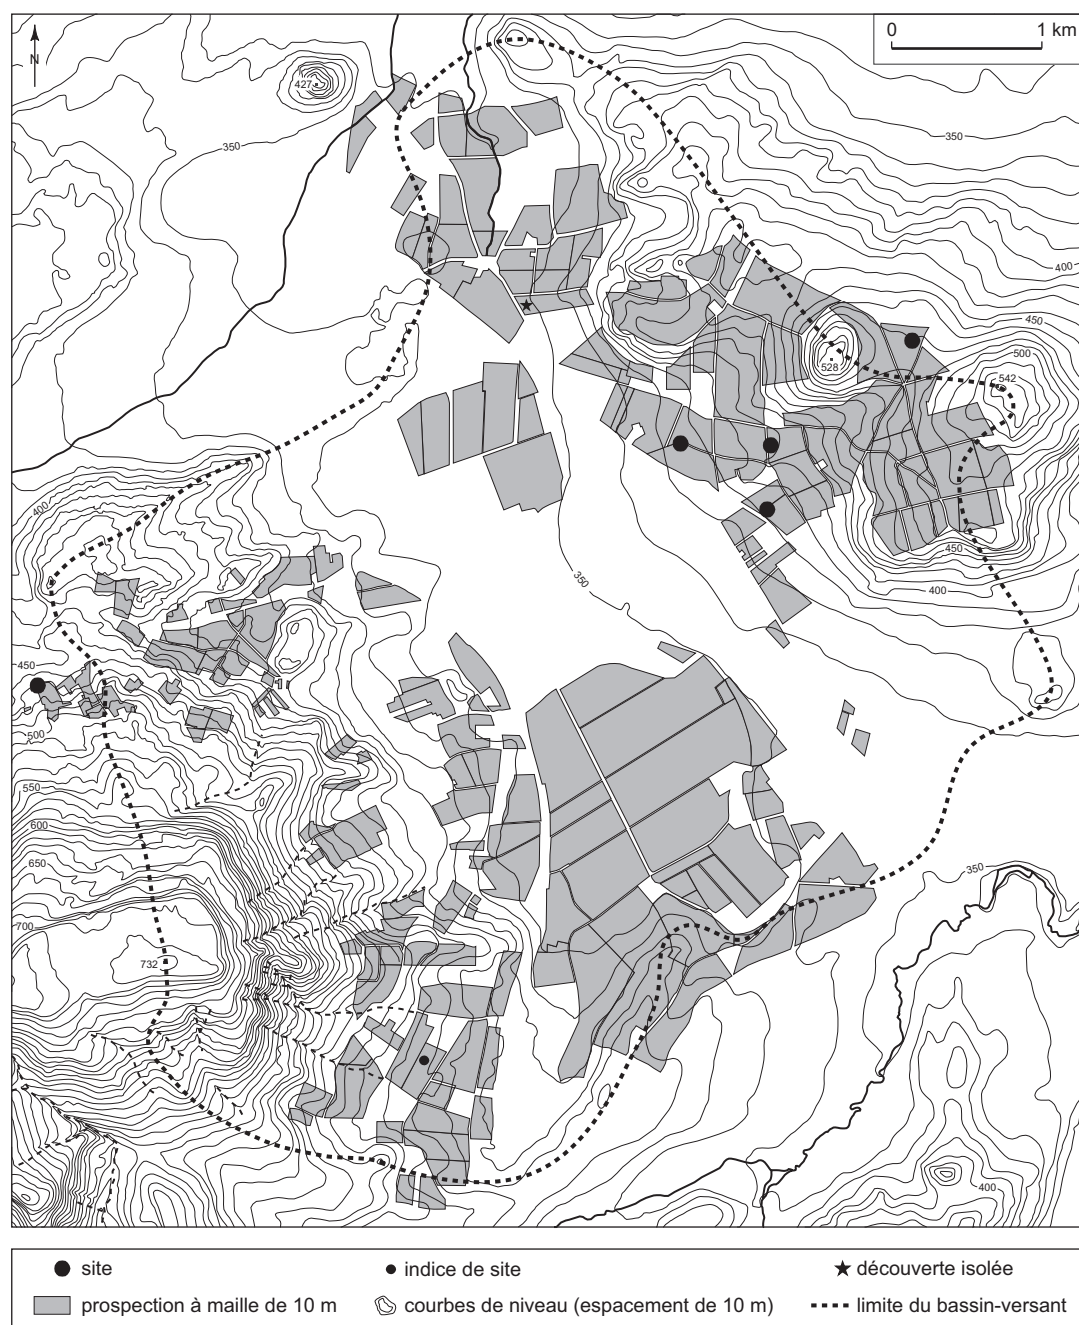 0 1 km
N
427
350
350
400
450
500
528
542
400
450
350
400
450
500
550
600
650
350
700
732
400
site
indice de site
découverte isolée
prospection à maille de 10 m
courbes de niveau (espacement de 10 m)
limite du bassin-versant